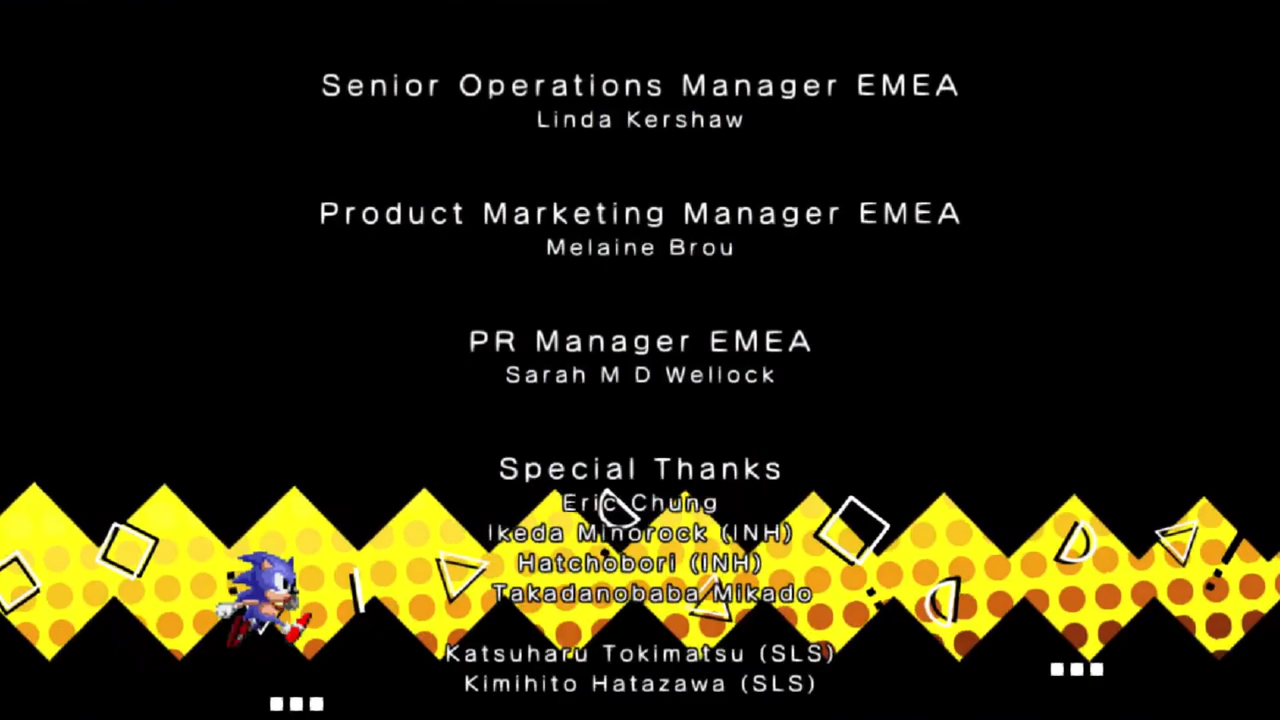 Senior Operations Manager EMEA
Linda Kershaw
Product Marketing Manager EMEA
Melaine Brou
PR Manager EMEA
Sarah M D Wellock
Special Thanks
Eric Chung
Ikeda Minorock (INH)
Hatchobori (INH)
Takadanobaba Mikado
Katsuharu Tokimatsu (SLS)
Kimihito Hatazawa (SLS)